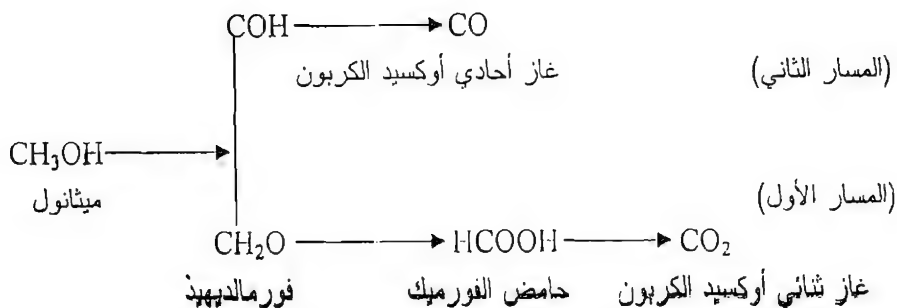 COH → CO
غاز أحادي أوكسيد الكربون (المسار الثاني)
CH₃OH →
ميثانول (المسار الأول)
CH₂O → HCOOH → CO₂
فورمالديهيذ حامض الفورميك غاز ثنائي أوكسيد الكربون